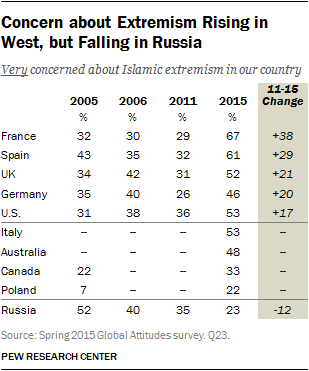 Concern about Extremism Rising in
West, but Falling in Russia
Very concerned about Islamic extremism in our country
2005 2006 2011 2015 11-15 Change
% % % %
France 32 30 29 67 +38
Spain 43 35 32 61 +29
UK 34 42 31 52 +21
Germany 35 40 26 46 +20
U.S. 31 38 36 53 +17
Italy -- -- -- 53 --
Australia -- -- -- 48 --
Canada 22 -- -- 33 --
Poland 7 -- -- 22 --
Russia 52 40 35 23 -12
Source: Spring 2015 Global Attitudes survey. Q23.
PEW RESEARCH CENTER